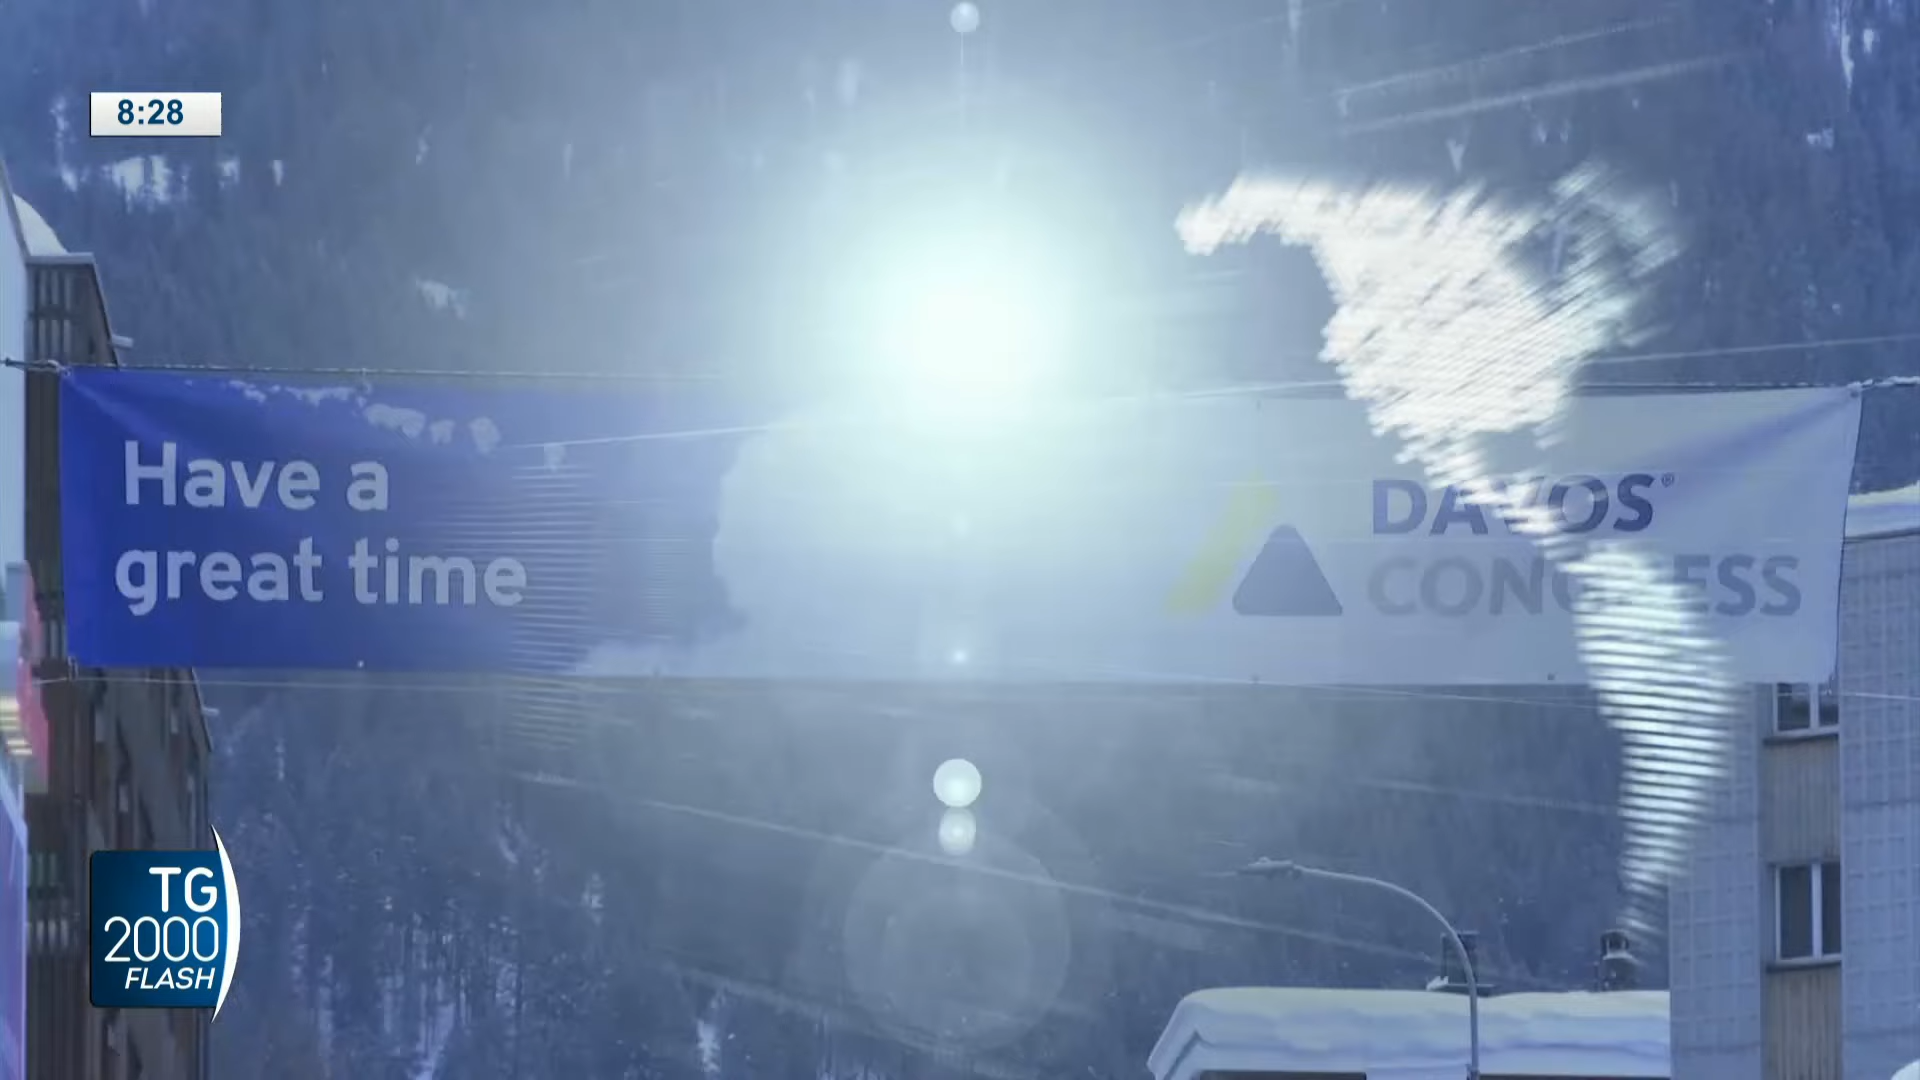 8:28
Have a
great time
DAVOS®
CONGRESS
TG
2000
FLASH